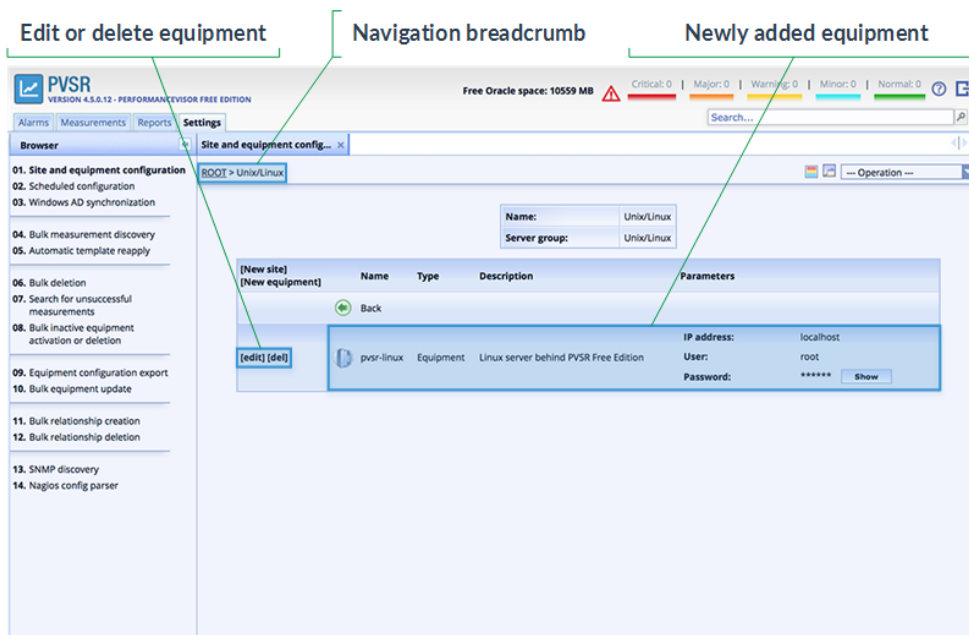 Edit or delete equipment
Navigation breadcrumb
Newly added equipment
PVSR
VERSION 4.5.0.12 - PERFORMANCEVISOR FREE EDITION
Free Oracle space: 10559 MB
Critical: 0 | Major: 0 | Warning: 0 | Minor: 0 | Normal: 0
Alarms Measurements Reports Settings
Search...
Browser
Site and equipment config... ×
ROOT > Unix/Linux
--- Operation ---
01. Site and equipment configuration
02. Scheduled configuration
03. Windows AD synchronization
04. Bulk measurement discovery
05. Automatic template reapply
06. Bulk deletion
07. Search for unsuccessful
measurements
08. Bulk inactive equipment
activation or deletion
09. Equipment configuration export
10. Bulk equipment update
11. Bulk relationship creation
12. Bulk relationship deletion
13. SNMP discovery
14. Nagios config parser
Name: Unix/Linux
Server group: Unix/Linux
[New site]
[New equipment]
Name Type Description Parameters
Back
[edit] [del] pvsr-linux Equipment Linux server behind PVSR Free Edition
IP address: localhost
User: root
Password: ****** Show